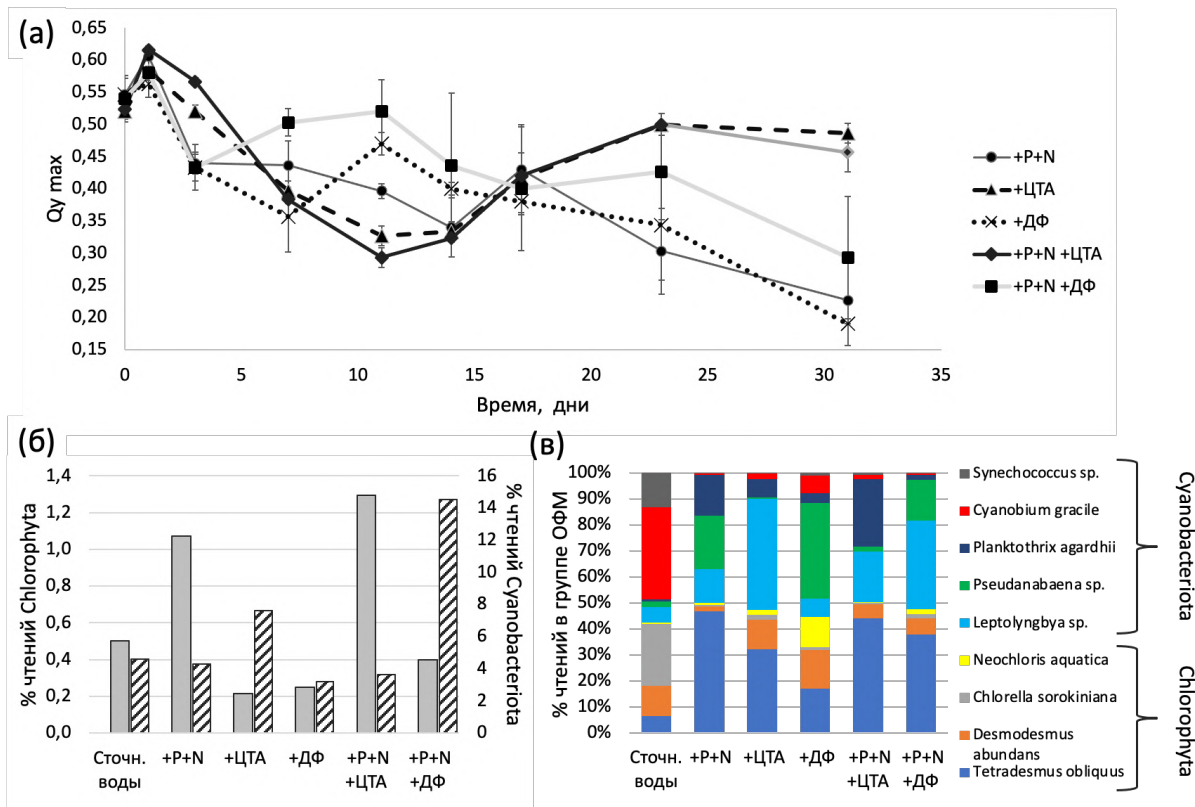 (а)
0,65
0,60
0,55
0,50
0,45
0,40
0,35
0,30
0,25
0,20
0,15
Qy max
0 5 10 15 20 25 30 35
Время, дни
+P+N
+ЦТА
+ДФ
+P+N +ЦТА
+P+N +ДФ
(б)
% чтений Chlorophyta
1,4
1,2
1,0
0,8
0,6
0,4
0,2
0,0
16
14
12
10
8
6
4
2
0
% чтений Cyanobacteriota
Сточн. +P+N +ЦТА +ДФ +P+N +P+N
воды +ЦТА +ДФ
(в)
% чтений в группе ОФМ
100%
90%
80%
70%
60%
50%
40%
30%
20%
10%
0%
Сточн. +P+N +ЦТА +ДФ +P+N +P+N
воды +ЦТА +ДФ
Synechococcus sp.
Cyanobium gracile
Planktothrix agardhii
Pseudanabaena sp.
Leptolyngbya sp.
Neochloris aquatica
Chlorella sorokiniana
Desmodesmus
abundans
Tetradesmus obliquus
Cyanobacteriota
Chlorophyta